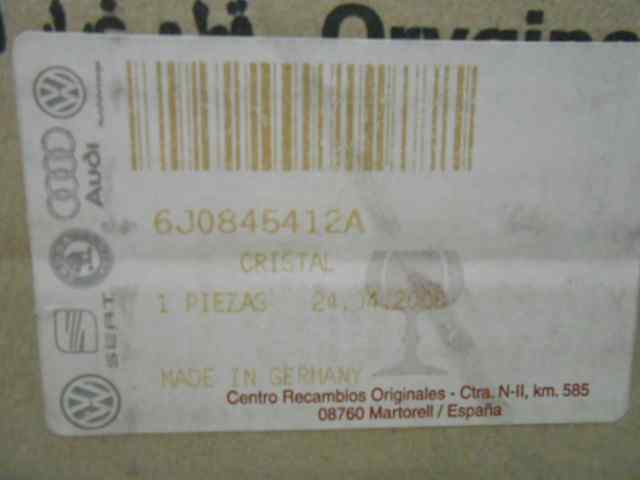 6J0845412A
CRISTAL
1 PIEZAS 24.04.2008
MADE IN GERMANY
Centro Recambios Originales - Ctra. N-II, km. 585
08760 Martorell / España
Audi
SEAT